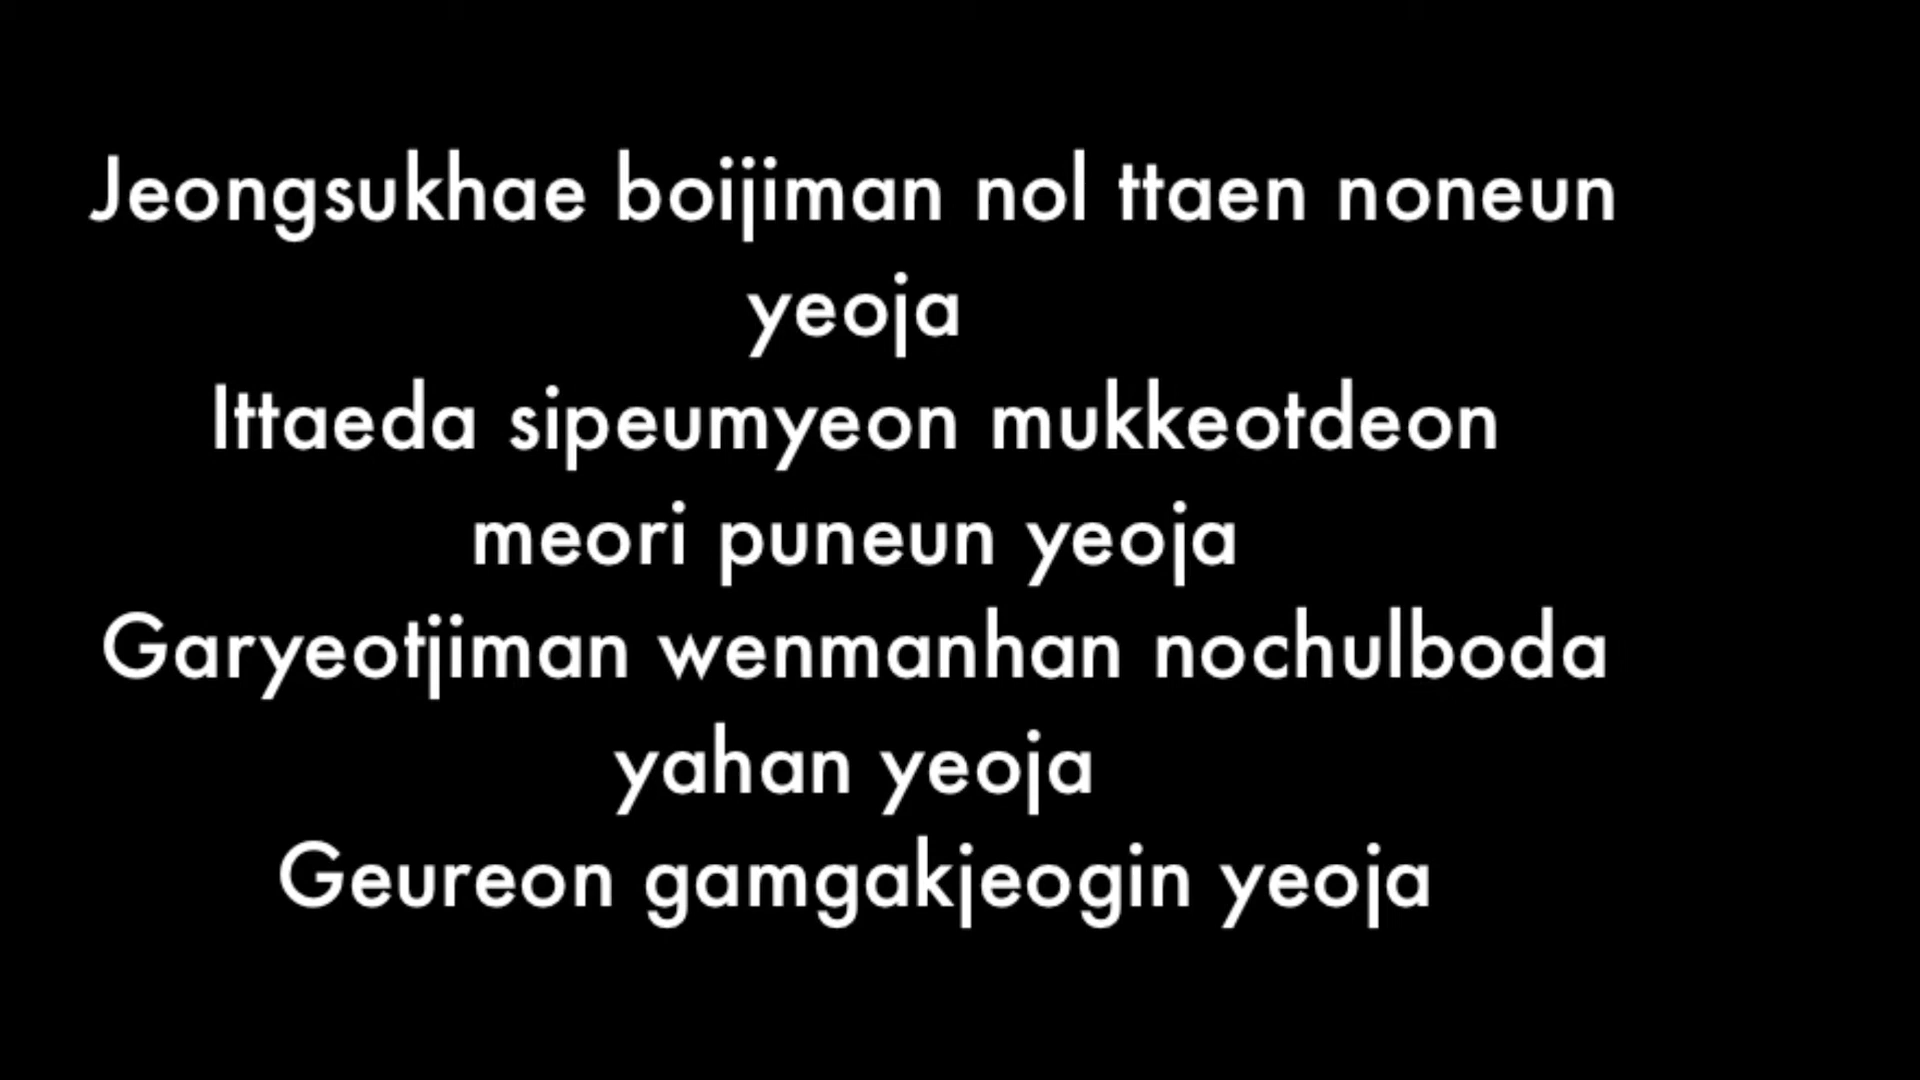 Jeongsukhae boijiman nol ttaen noneun
yeoja
Ittaeda sipeumyeon mukkeotdeon
meori puneun yeoja
Garyeotjiman wenmanhan nochulboda
yahan yeoja
Geureon gamgakjeogin yeoja